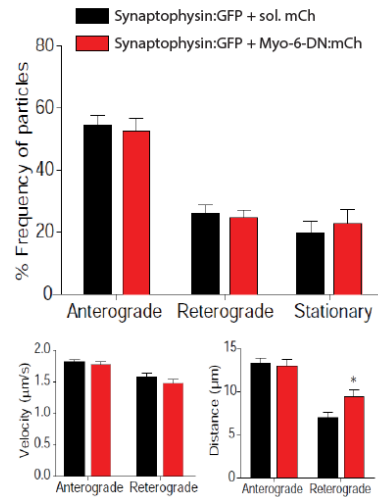 Synaptophysin:GFP + sol. mCh
Synaptophysin:GFP + Myo-6-DN:mCh
% Frequency of particles
80
60
40
20
0
Anterograde Reterograde Stationary
Velocity (μm/s)
2.0
1.5
1.0
0.5
0.0
Anterograde Reterograde
Distance (μm)
15
10
5
0
*
Anterograde Reterograde